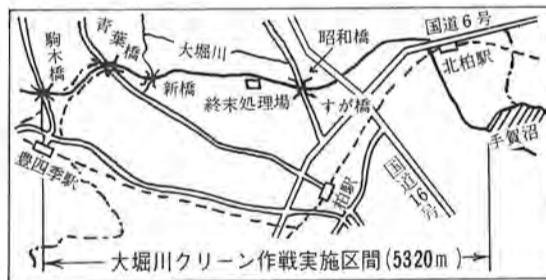 国道6号
青葉橋
駒木橋
大堀川
昭和橋
北柏駅
新橋
終末処理場
すが橋
手賀沼
国道16号
豊四季駅
柏駅
大堀川クリーン作戦実施区間(5320m)